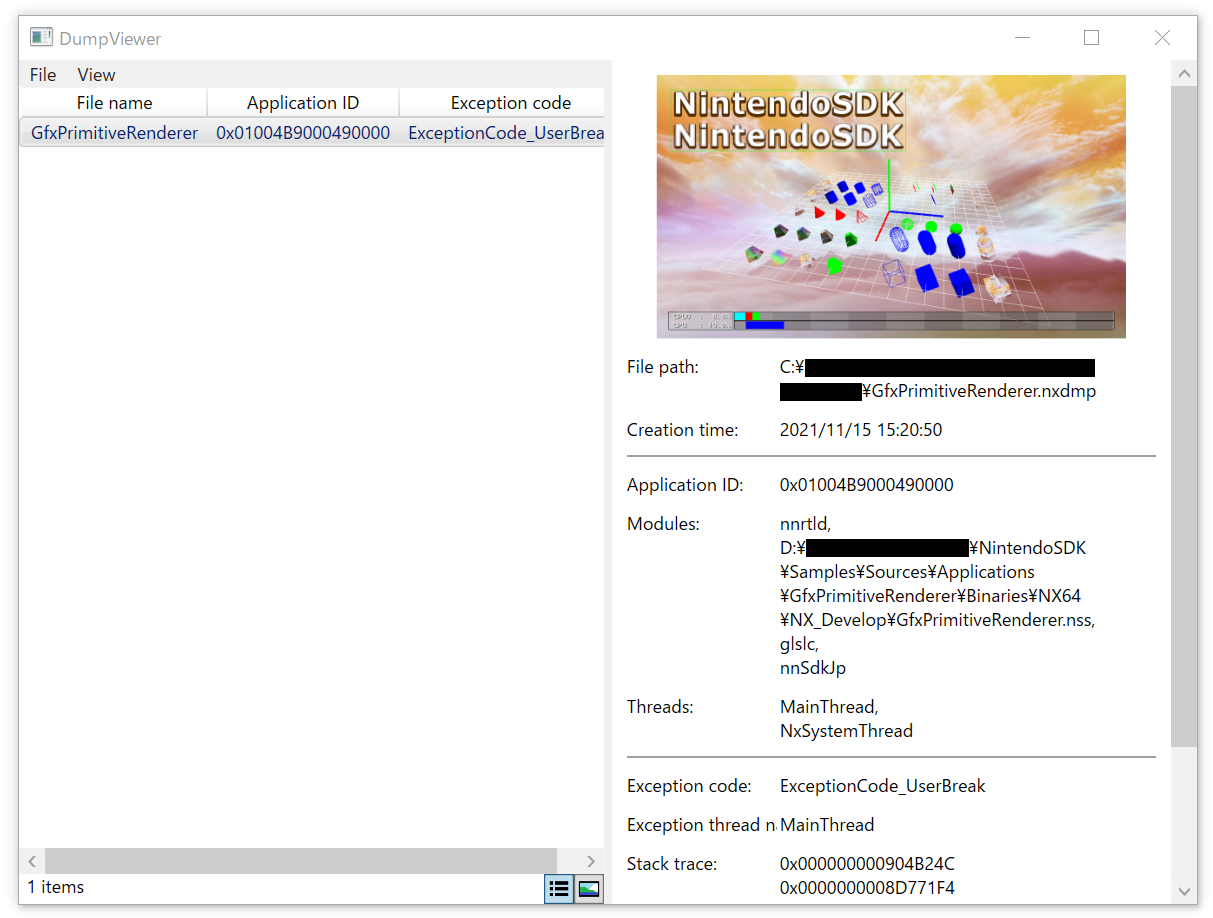 DumpViewer
File View
File name Application ID Exception code
GfxPrimitiveRenderer 0x01004B9000490000 ExceptionCode_UserBrea
1 items
NintendoSDK
NintendoSDK
File path: C:¥
¥GfxPrimitiveRenderer.nxdmp
Creation time: 2021/11/15 15:20:50
Application ID: 0x01004B9000490000
Modules: nnrtld,
D:¥ ¥NintendoSDK
¥Samples¥Sources¥Applications
¥GfxPrimitiveRenderer¥Binaries¥NX64
¥NX_Develop¥GfxPrimitiveRenderer.nss,
glslc,
nnSdkJp
Threads: MainThread,
NxSystemThread
Exception code: ExceptionCode_UserBreak
Exception thread n MainThread
Stack trace: 0x000000000904B24C
0x0000000008D771F4